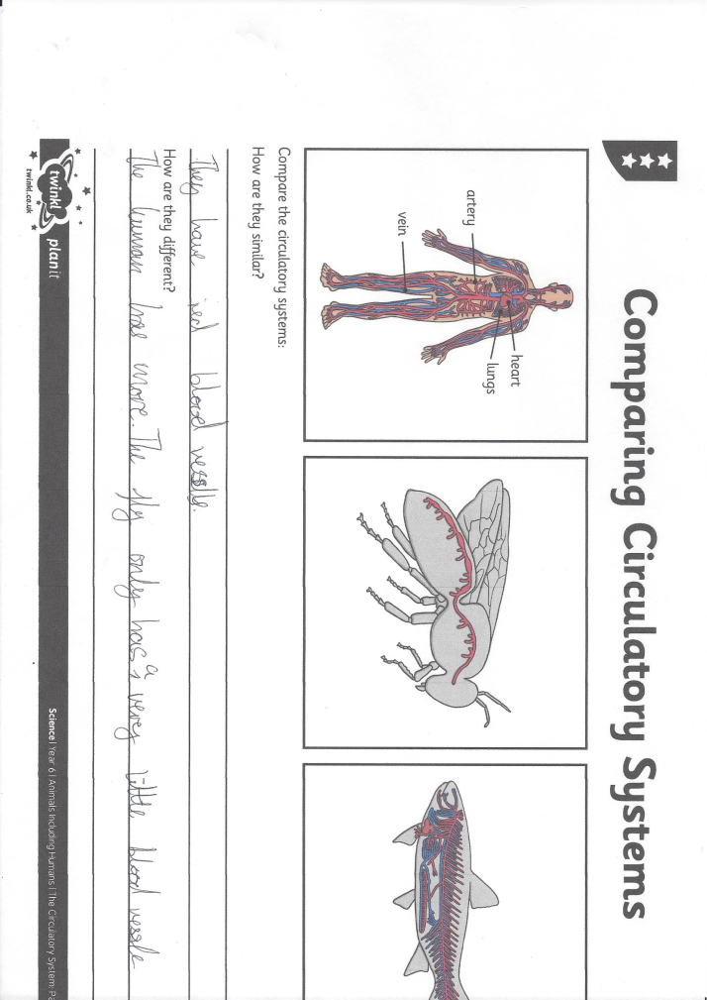 Comparing Circulatory Systems
artery
vein
heart
lungs
Compare the circulatory systems:
How are they similar?
They have red blood vessle.
How are they different?
The human has more. The fly only has a very little blood vessle
twinkl planit
twinkl.co.uk
Science | Year 6 | Animals Including Humans | The Circulatory System: